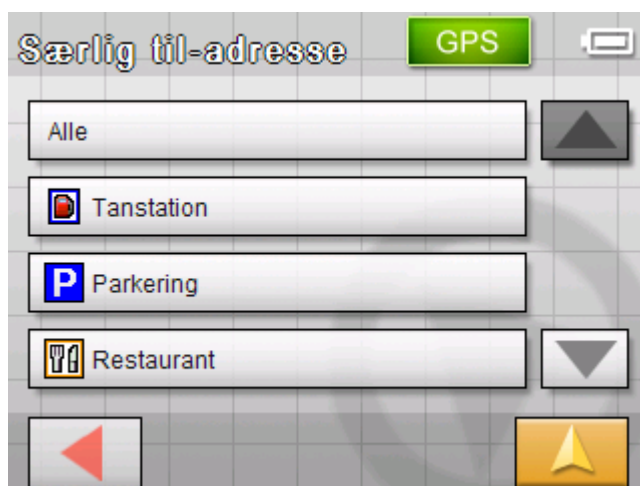 Særlig til-adresse
GPS
Alle
Tanstation
P Parkering
Restaurant